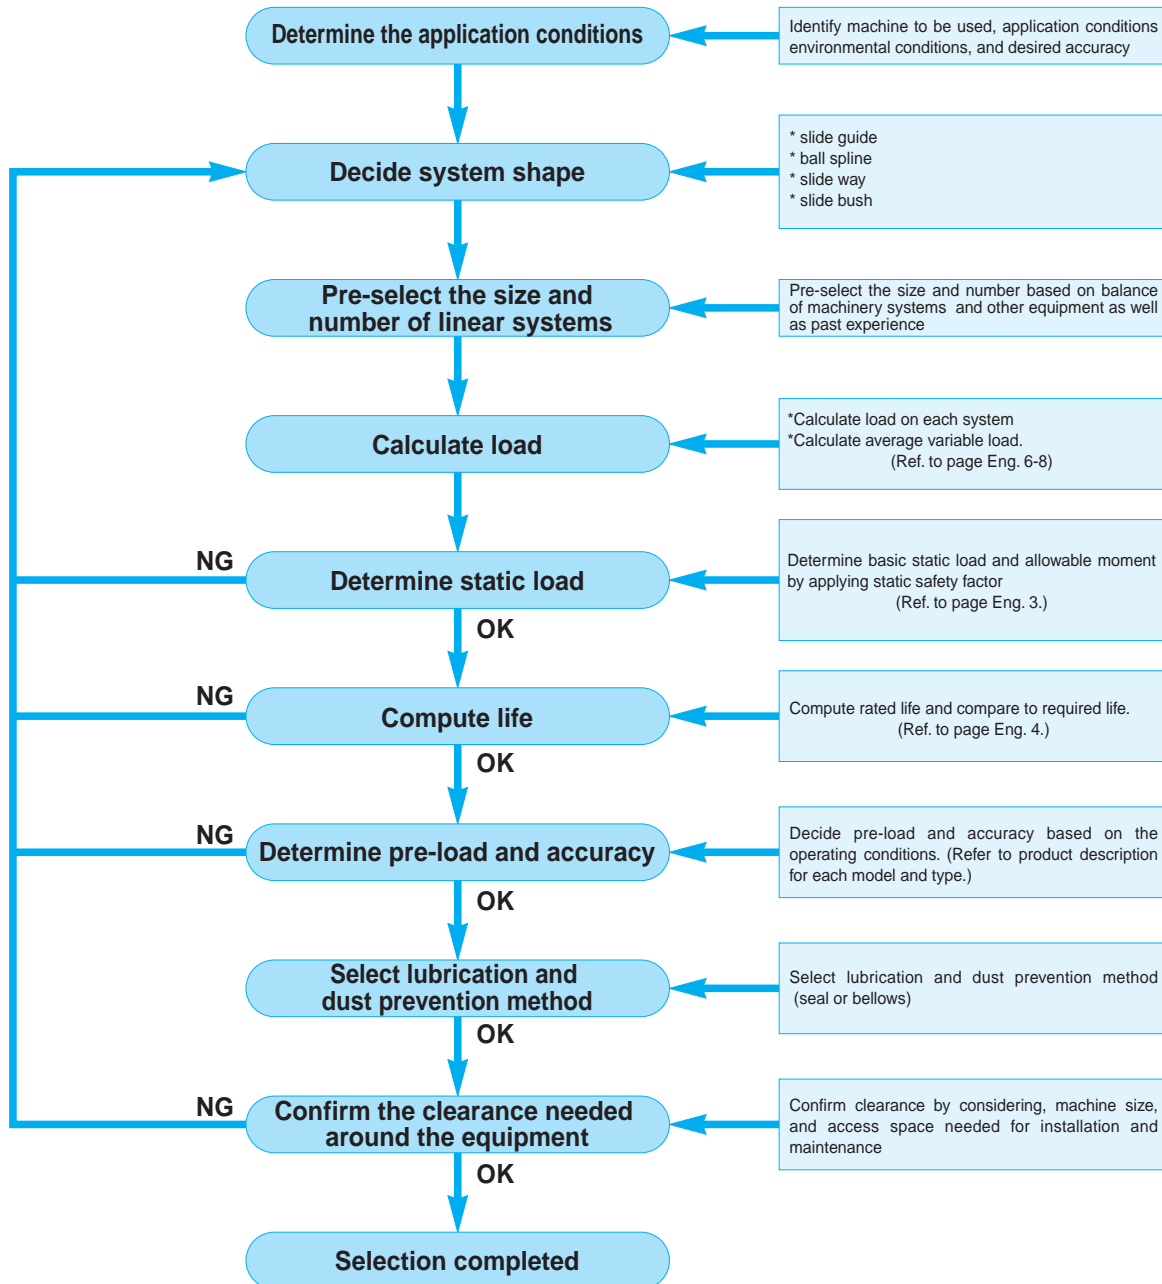 Determine the application conditions
Identify machine to be used, application conditions
environmental conditions, and desired accuracy
Decide system shape
* slide guide
* ball spline
* slide way
* slide bush
Pre-select the size and
number of linear systems
Pre-select the size and number based on balance
of machinery systems and other equipment as well
as past experience
Calculate load
*Calculate load on each system
*Calculate average variable load.
(Ref. to page Eng. 6-8)
NG
Determine static load
Determine basic static load and allowable moment
by applying static safety factor
(Ref. to page Eng. 3.)
OK
NG
Compute life
Compute rated life and compare to required life.
(Ref. to page Eng. 4.)
OK
NG
Determine pre-load and accuracy
Decide pre-load and accuracy based on the
operating conditions. (Refer to product description
for each model and type.)
OK
Select lubrication and
dust prevention method
Select lubrication and dust prevention method
(seal or bellows)
OK
NG
Confirm the clearance needed
around the equipment
Confirm clearance by considering, machine size,
and access space needed for installation and
maintenance
OK
Selection completed